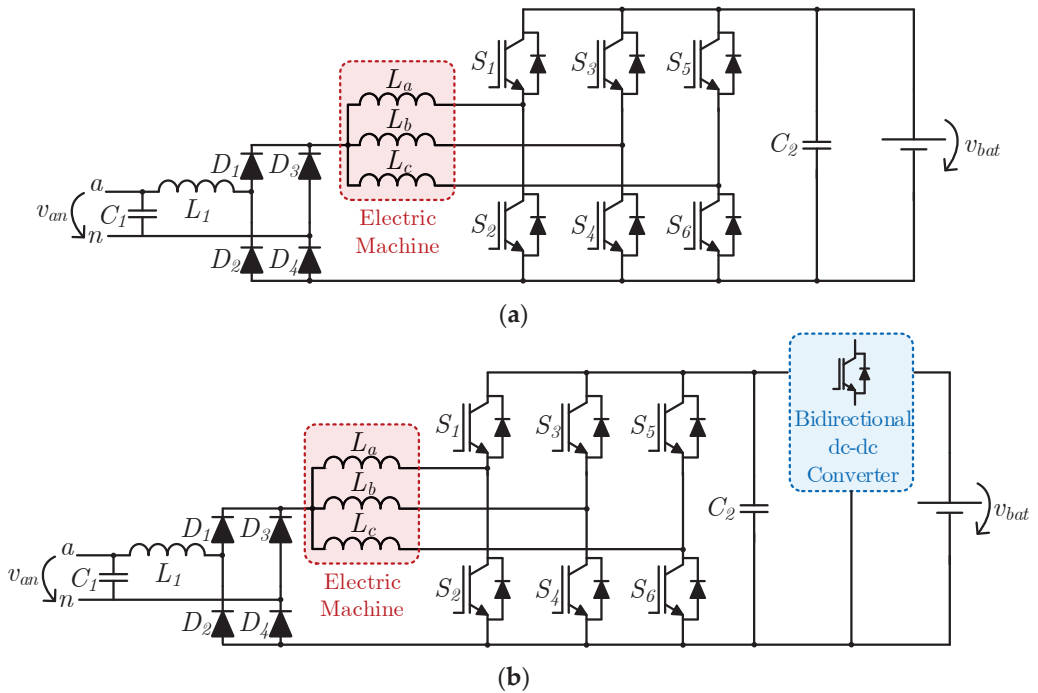 S1 S3 S5
La
Lb
Lc
D1 D3
C2
vbat
a
van
C1
L1
n
Electric
Machine
S2 S4 S6
D2 D4
(a)
Bidirectional
dc-dc
Converter
S1 S3 S5
La
Lb
Lc
D1 D3
C2
vbat
a
van
C1
L1
n
Electric
Machine
S2 S4 S6
D2 D4
(b)